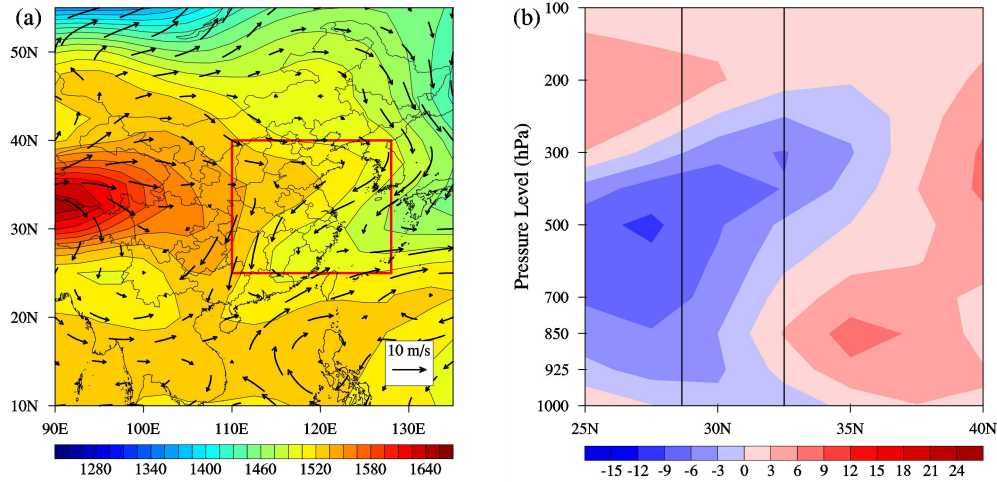 (a)
50N
40N
30N
20N
10N
90E 100E 110E 120E 130E
10 m/s
1280 1340 1400 1460 1520 1580 1640
(b)
Pressure Level (hPa)
100
200
300
500
700
850
925
1000
25N 30N 35N 40N
-15 -12 -9 -6 -3 0 3 6 9 12 15 18 21 24